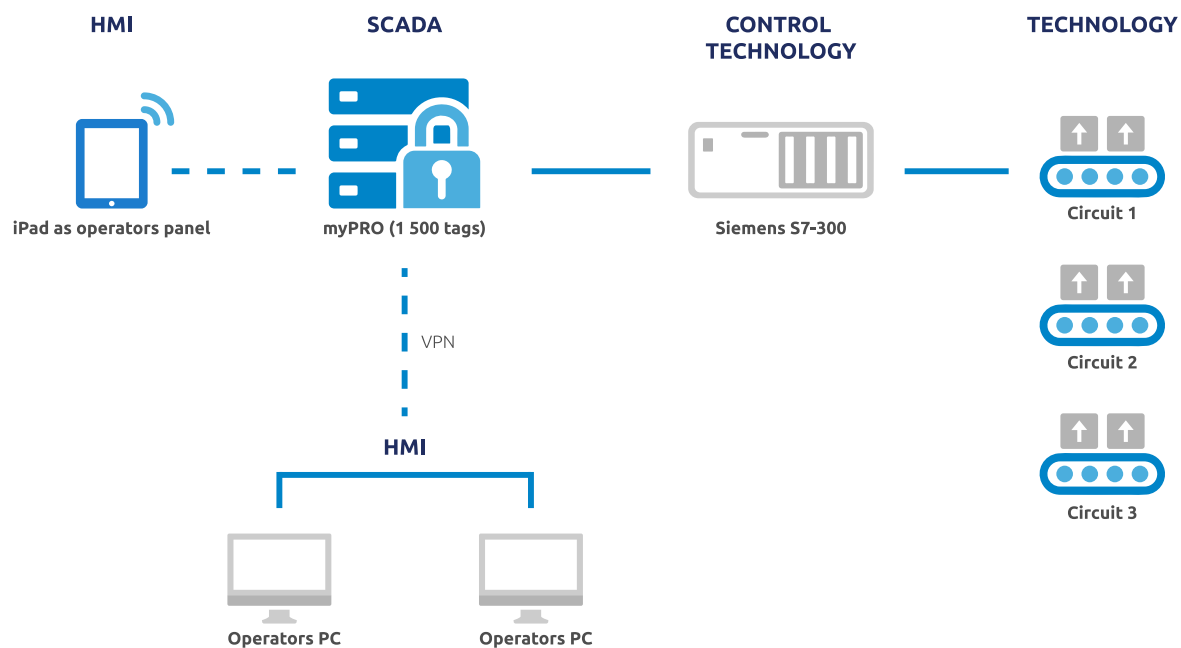 HMI
SCADA
CONTROL
TECHNOLOGY
TECHNOLOGY
iPad as operators panel
myPRO (1 500 tags)
Siemens S7-300
Circuit 1
Circuit 2
VPN
HMI
Circuit 3
Operators PC
Operators PC